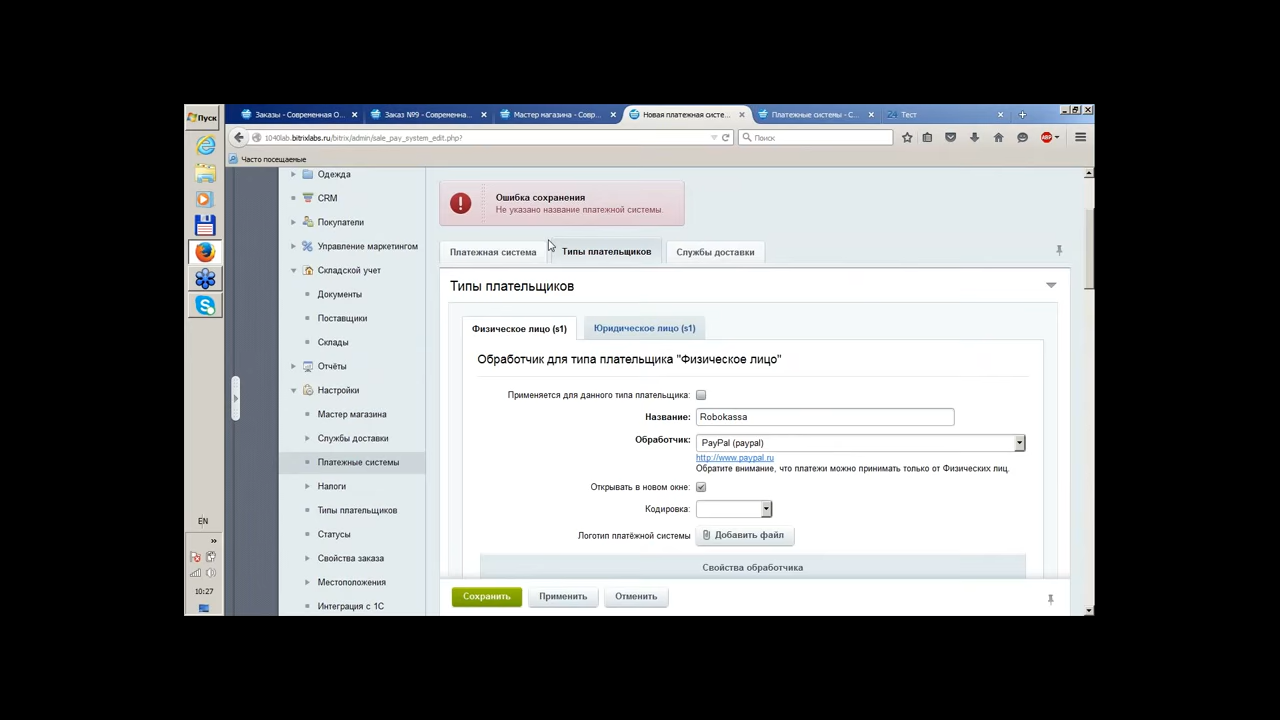 Пуск
Заказы - Современная О...
Заказ №9 - Современна...
Мастер магазина - Совр...
Новая платежная систе...
Платежные системы - С...
24 Тест
1040lab.bitrixlabs.ru/bitrix/admin/sale_pay_system_edit.php?
Поиск
ABP
Часто посещаемые
Одежда
CRM
Покупатели
Управление маркетингом
Складской учет
Документы
Поставщики
Склады
Отчёты
Настройки
Мастер магазина
Службы доставки
Платежные системы
Налоги
Типы плательщиков
Статусы
Свойства заказа
Местоположения
Интеграция с 1С
Ошибка сохранения
Не указано название платежной системы.
Платежная система
Типы плательщиков
Службы доставки
Типы плательщиков
Физическое лицо (s1)
Юридическое лицо (s1)
Обработчик для типа плательщика "Физическое лицо"
Применяется для данного типа плательщика:
Название: Robokassa
Обработчик: PayPal (paypal)
http://www.paypal.ru
Обратите внимание, что платежи можно принимать только от Физических лиц.
Открывать в новом окне:
Кодировка:
Логотип платёжной системы Добавить файл
Свойства обработчика
Сохранить
Применить
Отменить
EN
10:27